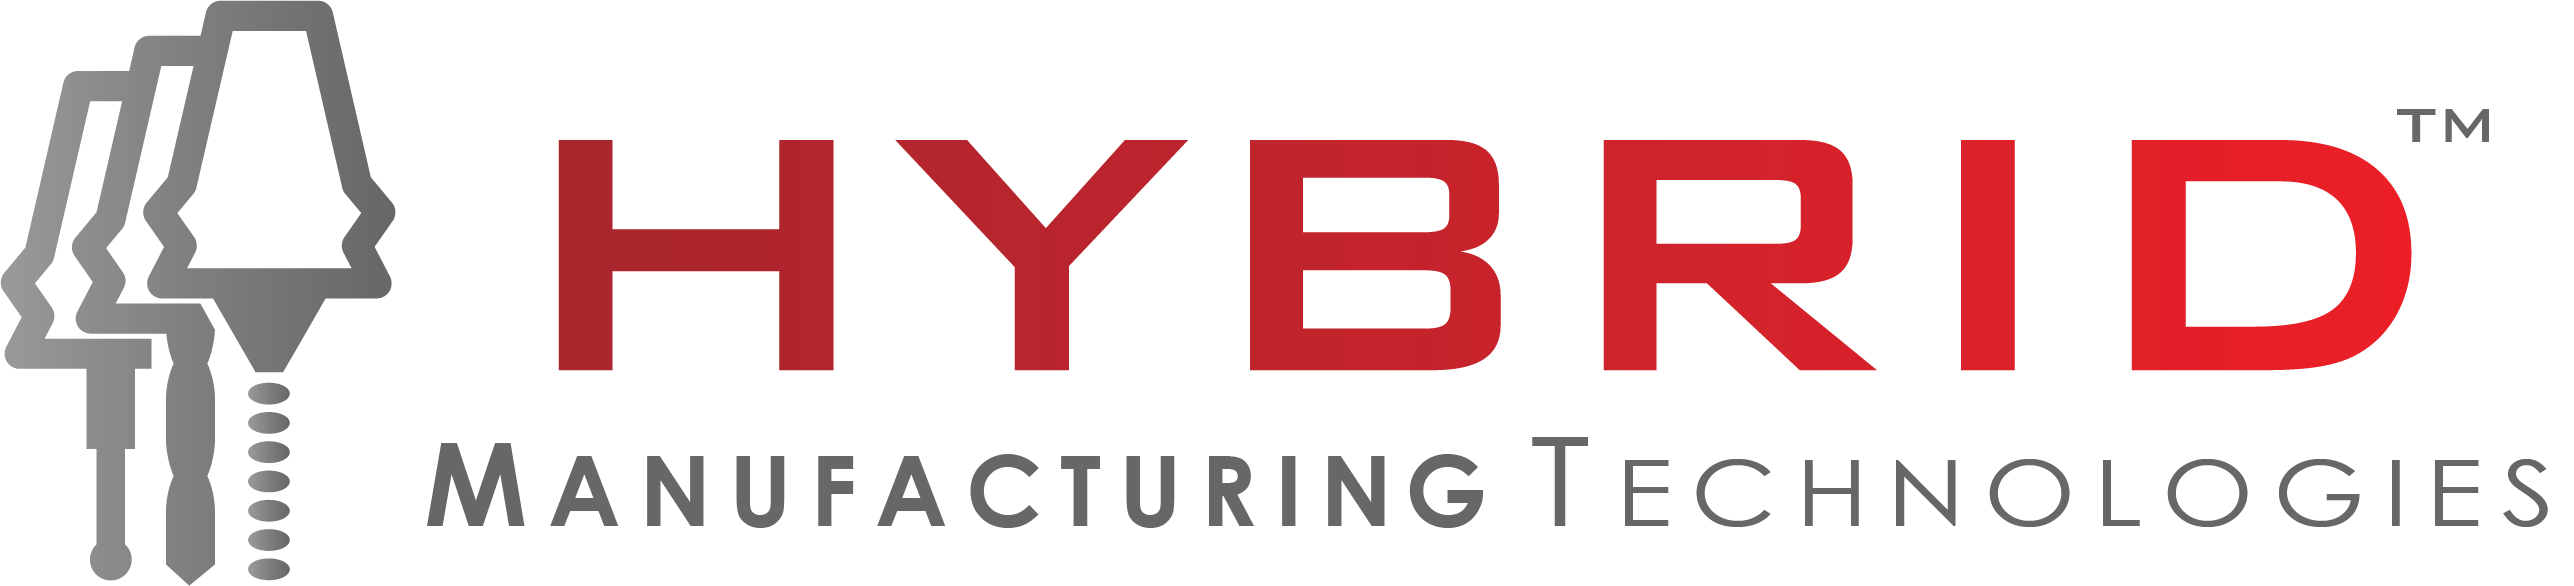 HYBRID™
MANUFACTURING TECHNOLOGIES